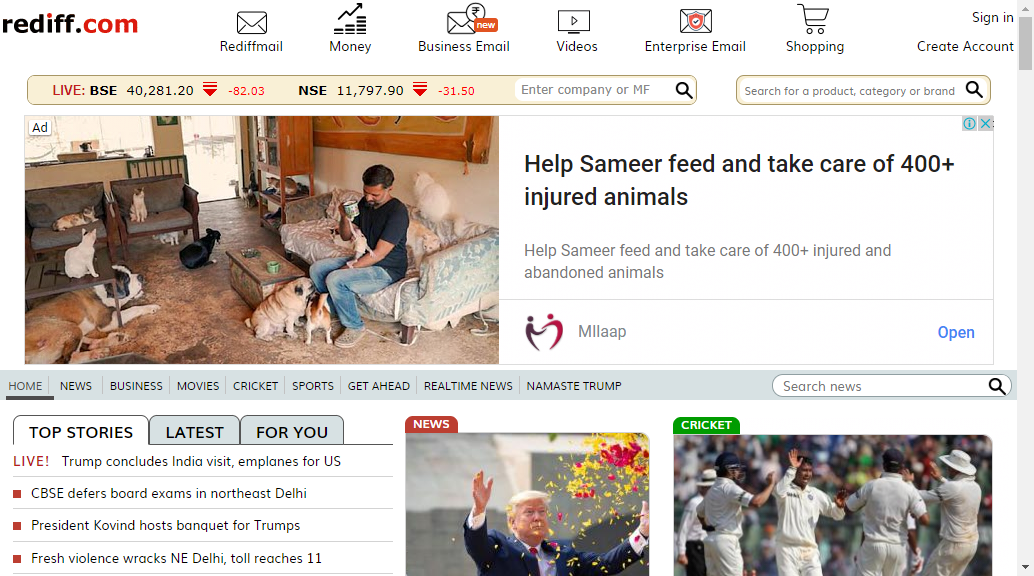 rediff.com
Rediffmail
Money
new
Business Email
Videos
Enterprise Email
Shopping
Sign in
Create Account
LIVE: BSE 40,281.20 -82.03 NSE 11,797.90 -31.50
Enter company or MF
Search for a product, category or brand
Ad
Help Sameer feed and take care of 400+
injured animals
Help Sameer feed and take care of 400+ injured and
abandoned animals
MIlaap
Open
HOME NEWS BUSINESS MOVIES CRICKET SPORTS GET AHEAD REALTIME NEWS NAMASTE TRUMP
Search news
TOP STORIES LATEST FOR YOU
LIVE! Trump concludes India visit, emplanes for US
CBSE defers board exams in northeast Delhi
President Kovind hosts banquet for Trumps
Fresh violence wracks NE Delhi, toll reaches 11
NEWS
CRICKET